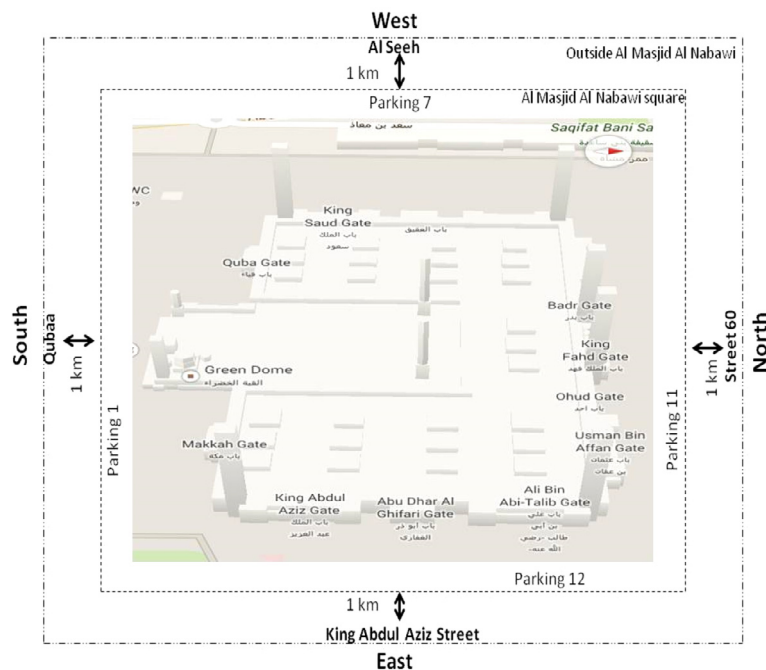 West
Al Seeh
Outside Al Masjid Al Nabawi
1 km
Parking 7
Al Masjid Al Nabawi square
سعد بن معاذ
Saqifat Bani Sa
WC
King
Saud Gate
باب الملك
سعود
باب العقيق
Quba Gate
باب قباء
Badr Gate
باب بدر
South
Qubaa
1 km
King
Fahd Gate
باب الملك فهد
Green Dome
القبة الخضراء
1 km
Street 60
North
Ohud Gate
باب احد
Parking 1
Parking 11
Makkah Gate
باب مكة
Usman Bin
Affan Gate
باب عثمان
بن عفان
King Abdul
Aziz Gate
باب الملك
عبد العزيز
Abu Dhar Al
Ghifari Gate
باب أبو ذر
الغفاري
Ali Bin
Abi-Talib Gate
باب علي
بن أبي
طالب -رضي
الله عنه-
Parking 12
1 km
King Abdul Aziz Street
East